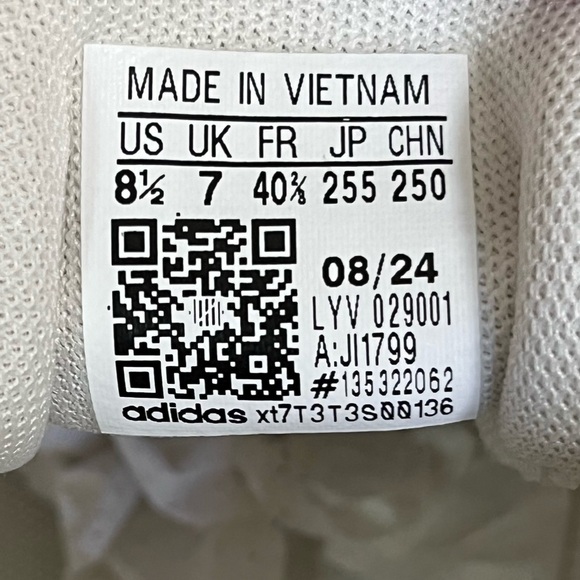 MADE IN VIETNAM
US UK FR JP CHN
8½ 7 40⅔ 255 250
08/24
LYV 029001
A:JI1799
#135322062
adidas xt7T3T3S00136